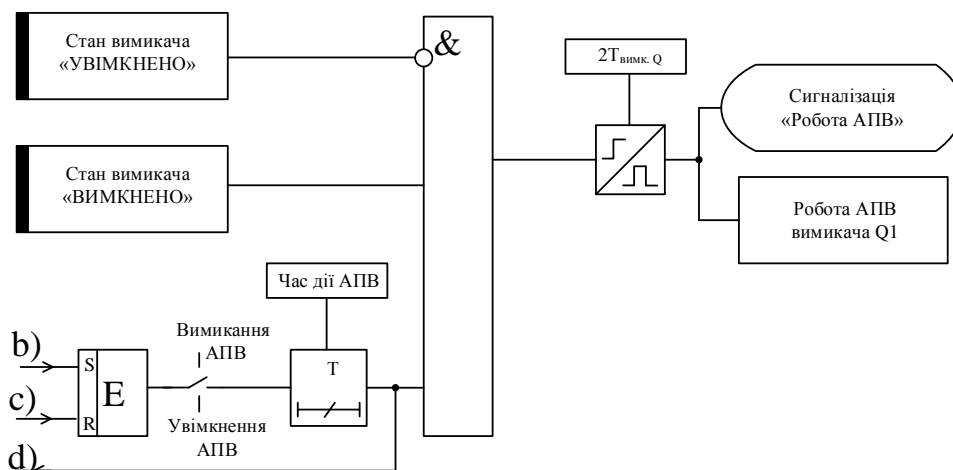 Стан вимикача
«УВІМКНЕНО»
&
2Tвимк. Q
Сигналізація
«Робота АПВ»
Стан вимикача
«ВИМКНЕНО»
Робота АПВ
вимикача Q1
Час дії АПВ
b)
S
E
Вимикання
АПВ
T
c)
R
Увімкнення
АПВ
d)